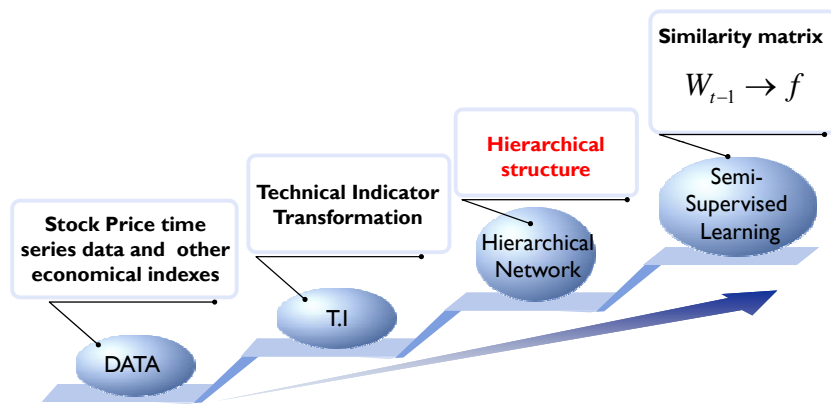 Stock Price time
series data and other
economical indexes
DATA
Technical Indicator
Transformation
T.I
Hierarchical
structure
Hierarchical
Network
Similarity matrix
W_{t−1} → f
Semi-
Supervised
Learning